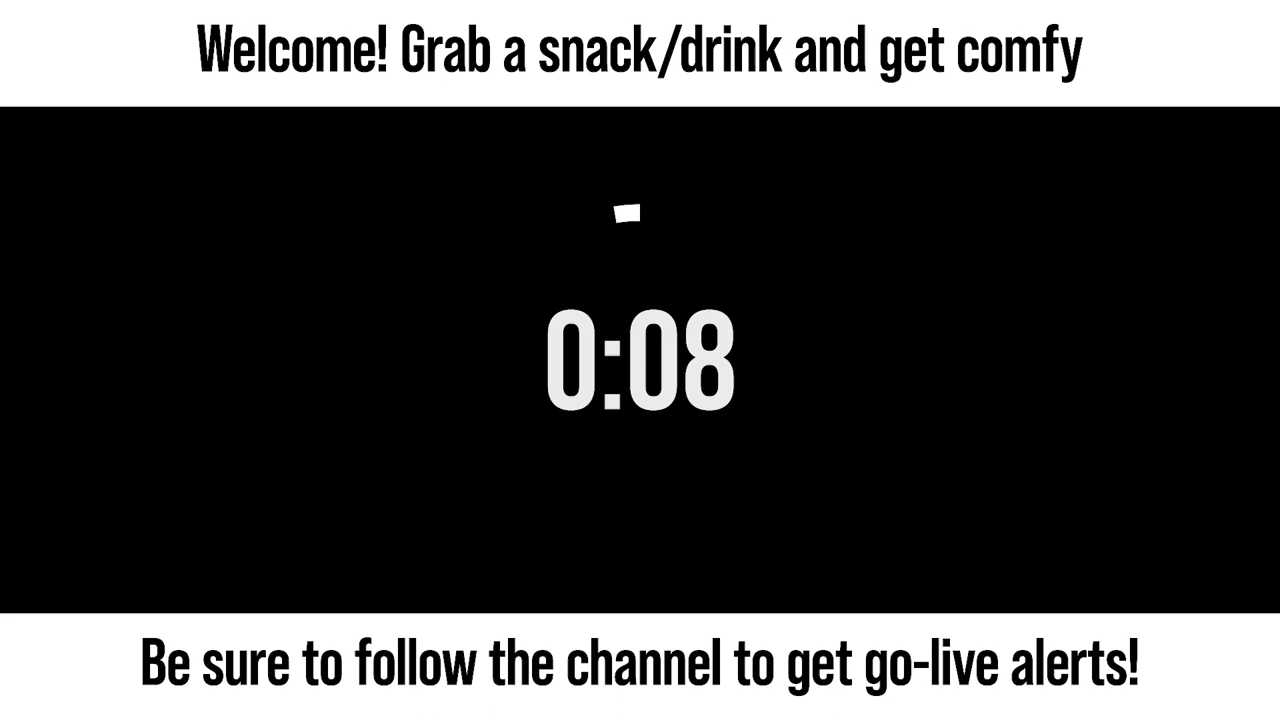 Welcome! Grab a snack/drink and get comfy
0:08
Be sure to follow the channel to get go-live alerts!